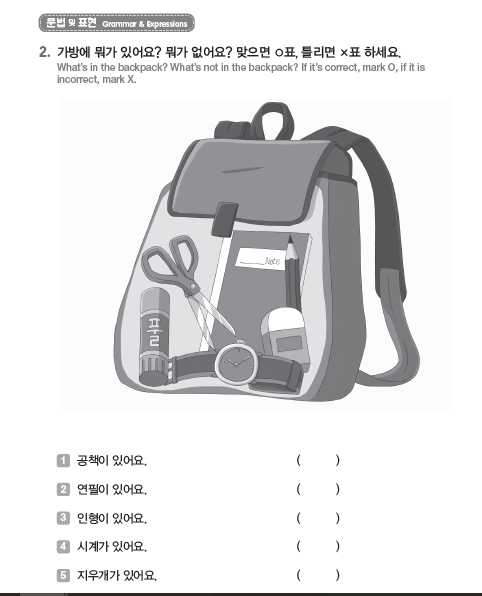 문법 및 표현 Grammar & Expressions
2. 가방에 뭐가 있어요? 뭐가 없어요? 맞으면 ○표, 틀리면 ×표 하세요.
What's in the backpack? What's not in the backpack? If it's correct, mark O, if it is
incorrect, mark X.
Note
풀
1 공책이 있어요. ( )
2 연필이 있어요. ( )
3 인형이 있어요. ( )
4 시계가 있어요. ( )
5 지우개가 있어요. ( )